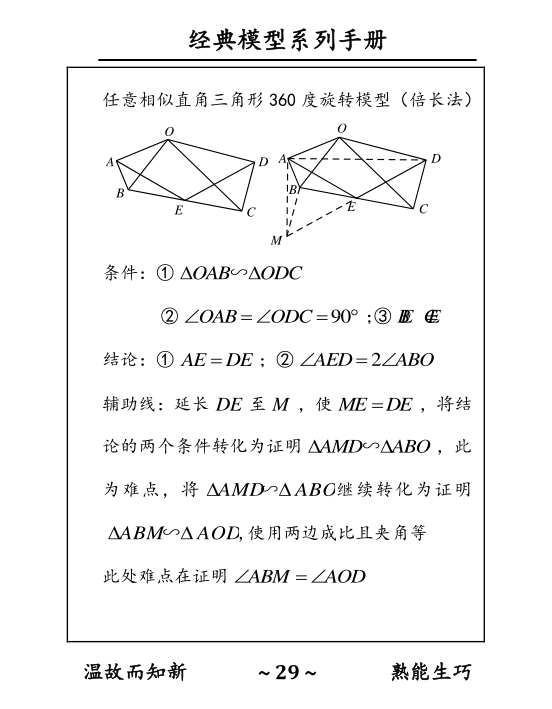 经典模型系列手册
任意相似直角三角形 360 度旋转模型（倍长法）
O
A
D
B
E
C
O
A
D
B
E
C
M
条件：① ΔOAB∽ΔODC
② ∠OAB=∠ODC=90°；③ BE CE
结论：① AE=DE；② ∠AED=2∠ABO
辅助线：延长 DE 至 M ，使 ME=DE ，将结
论的两个条件转化为证明 ΔAMD∽ΔABO ，此
为难点，将 ΔAMD∽ΔABO继续转化为证明
ΔABM∽ΔAOD,使用两边成比且夹角等
此处难点在证明 ∠ABM=∠AOD
温故而知新 ~ 29 ~ 熟能生巧